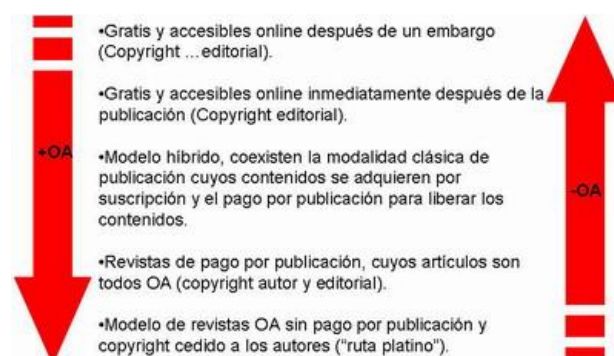 •Gratis y accesibles online después de un embargo
(Copyright ... editorial).
•Gratis y accesibles online inmediatamente después de la
publicación (Copyright editorial).
+OA
•Modelo híbrido, coexisten la modalidad clásica de
publicación cuyos contenidos se adquieren por
suscripción y el pago por publicación para liberar los
contenidos.
-OA
•Revistas de pago por publicación, cuyos artículos son
todos OA (copyright autor y editorial).
•Modelo de revistas OA sin pago por publicación y
copyright cedido a los autores (“ruta platino”).